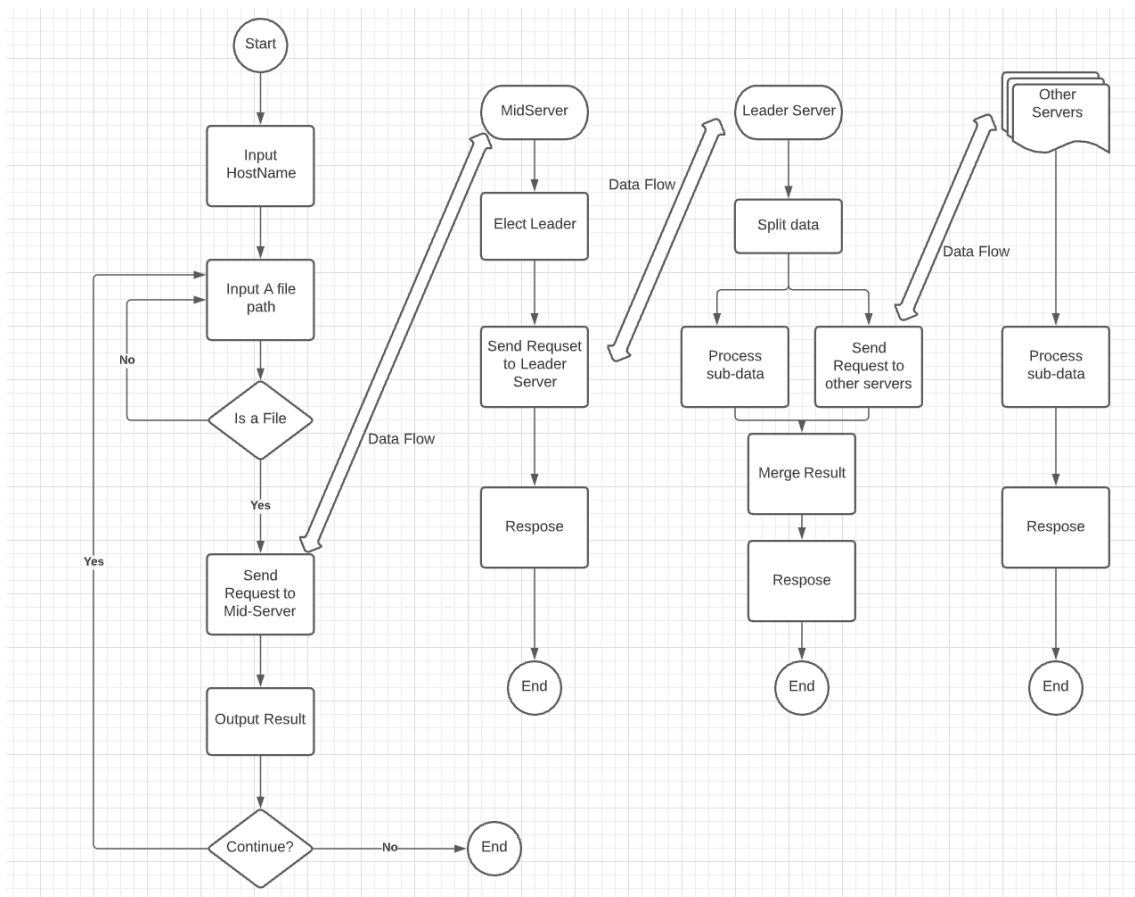 Start
Input
HostName
Input A file
path
No
Is a File
Yes
Yes
Send
Request to
Mid-Server
Output Result
Continue?
No
End
Data Flow
MidServer
Elect Leader
Send Requset
to Leader
Server
Respose
End
Data Flow
Leader Server
Split data
Process
sub-data
Send
Request to
other servers
Merge Result
Respose
End
Data Flow
Other
Servers
Process
sub-data
Respose
End